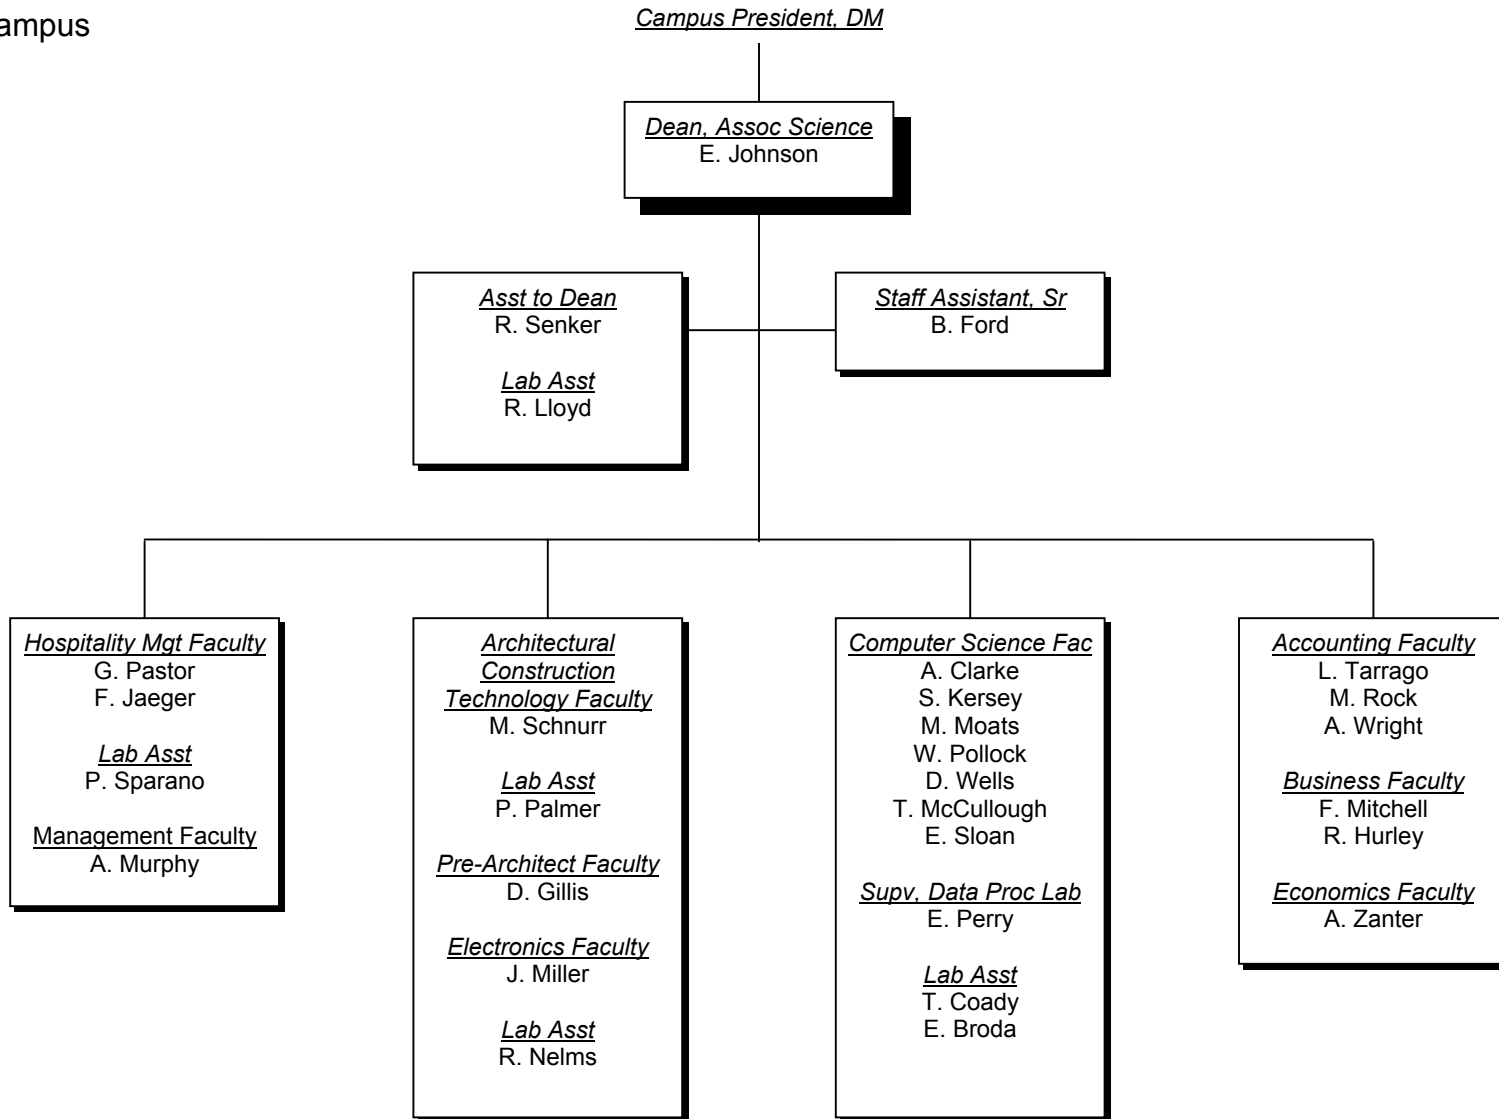 ampus
Campus President, DM
Dean, Assoc Science
E. Johnson
Asst to Dean
R. Senker
Lab Asst
R. Lloyd
Staff Assistant, Sr
B. Ford
Hospitality Mgt Faculty
G. Pastor
F. Jaeger
Lab Asst
P. Sparano
Management Faculty
A. Murphy
Architectural
Construction
Technology Faculty
M. Schnurr
Lab Asst
P. Palmer
Pre-Architect Faculty
D. Gillis
Electronics Faculty
J. Miller
Lab Asst
R. Nelms
Computer Science Fac
A. Clarke
S. Kersey
M. Moats
W. Pollock
D. Wells
T. McCullough
E. Sloan
Supv, Data Proc Lab
E. Perry
Lab Asst
T. Coady
E. Broda
Accounting Faculty
L. Tarrago
M. Rock
A. Wright
Business Faculty
F. Mitchell
R. Hurley
Economics Faculty
A. Zanter